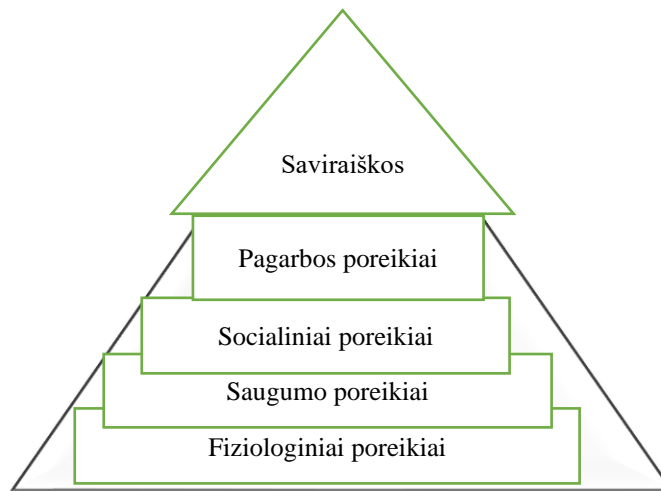 Saviraiškos
Pagarbos poreikiai
Socialiniai poreikiai
Saugumo poreikiai
Fiziologiniai poreikiai